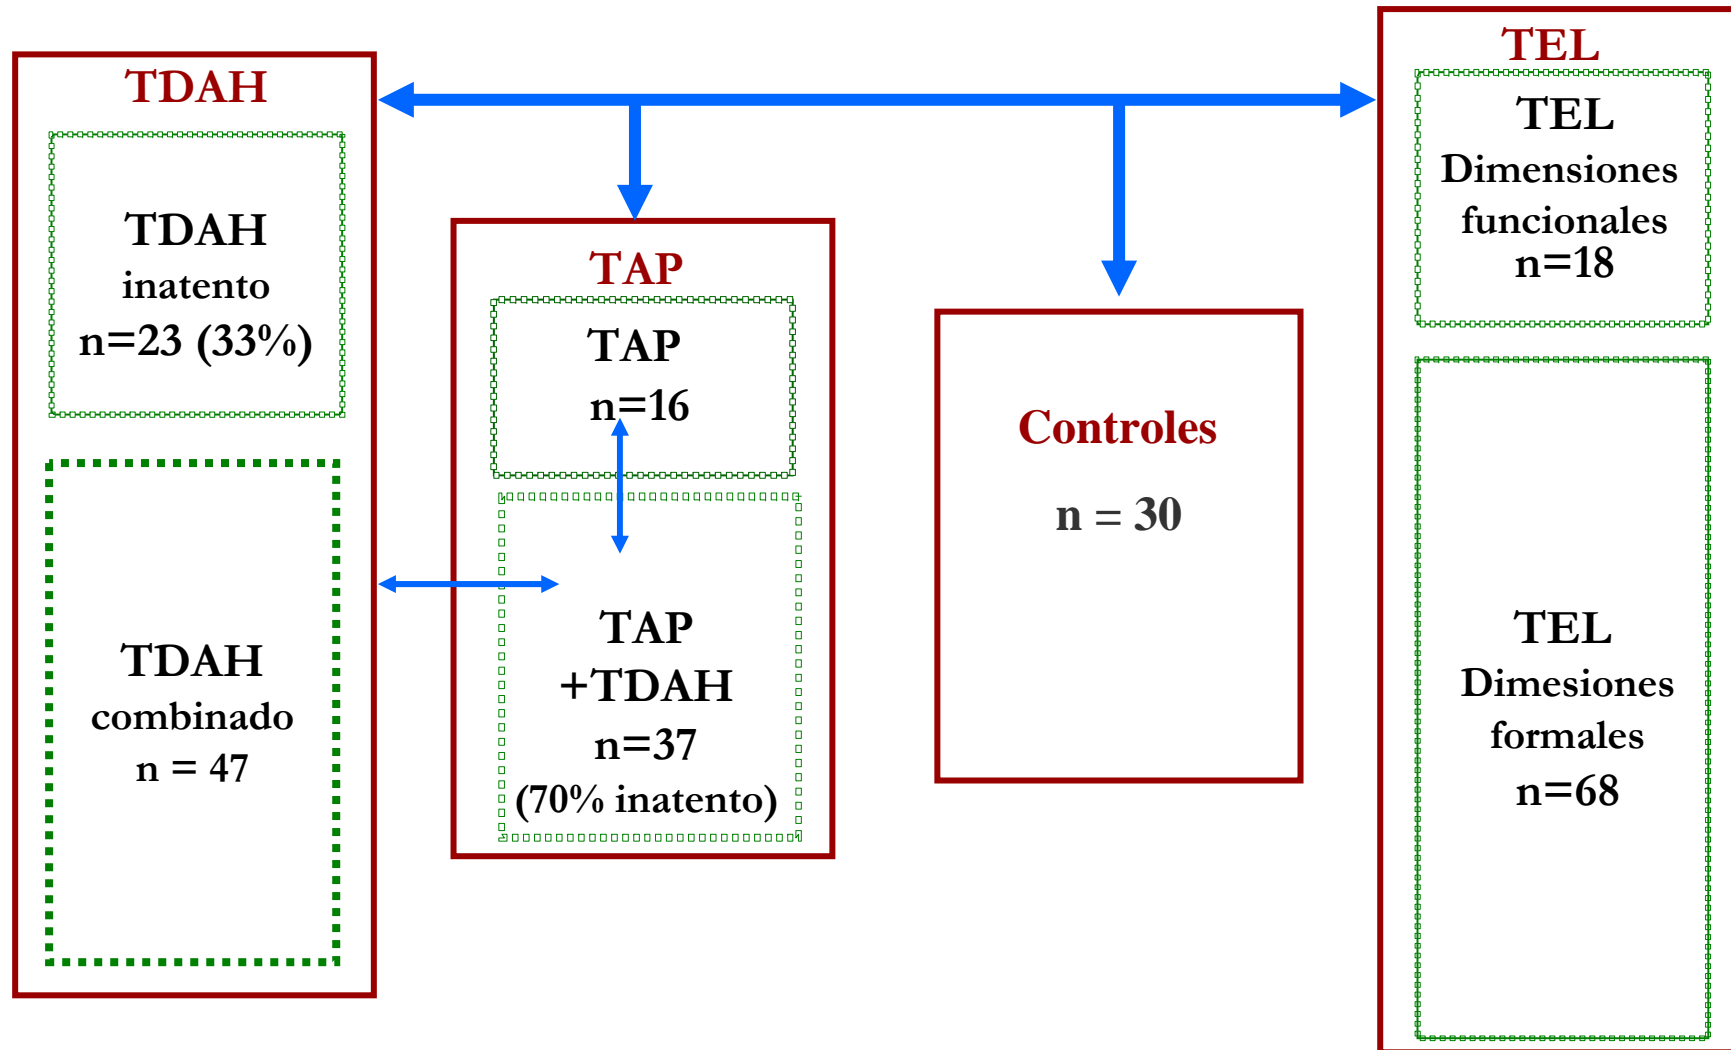 TDAH
TDAH
inatento
n=23 (33%)
TDAH
combinado
n = 47
TAP
TAP
n=16
TAP
+TDAH
n=37
(70% inatento)
Controles
n = 30
TEL
TEL
Dimensiones
funcionales
n=18
TEL
Dimesiones
formales
n=68